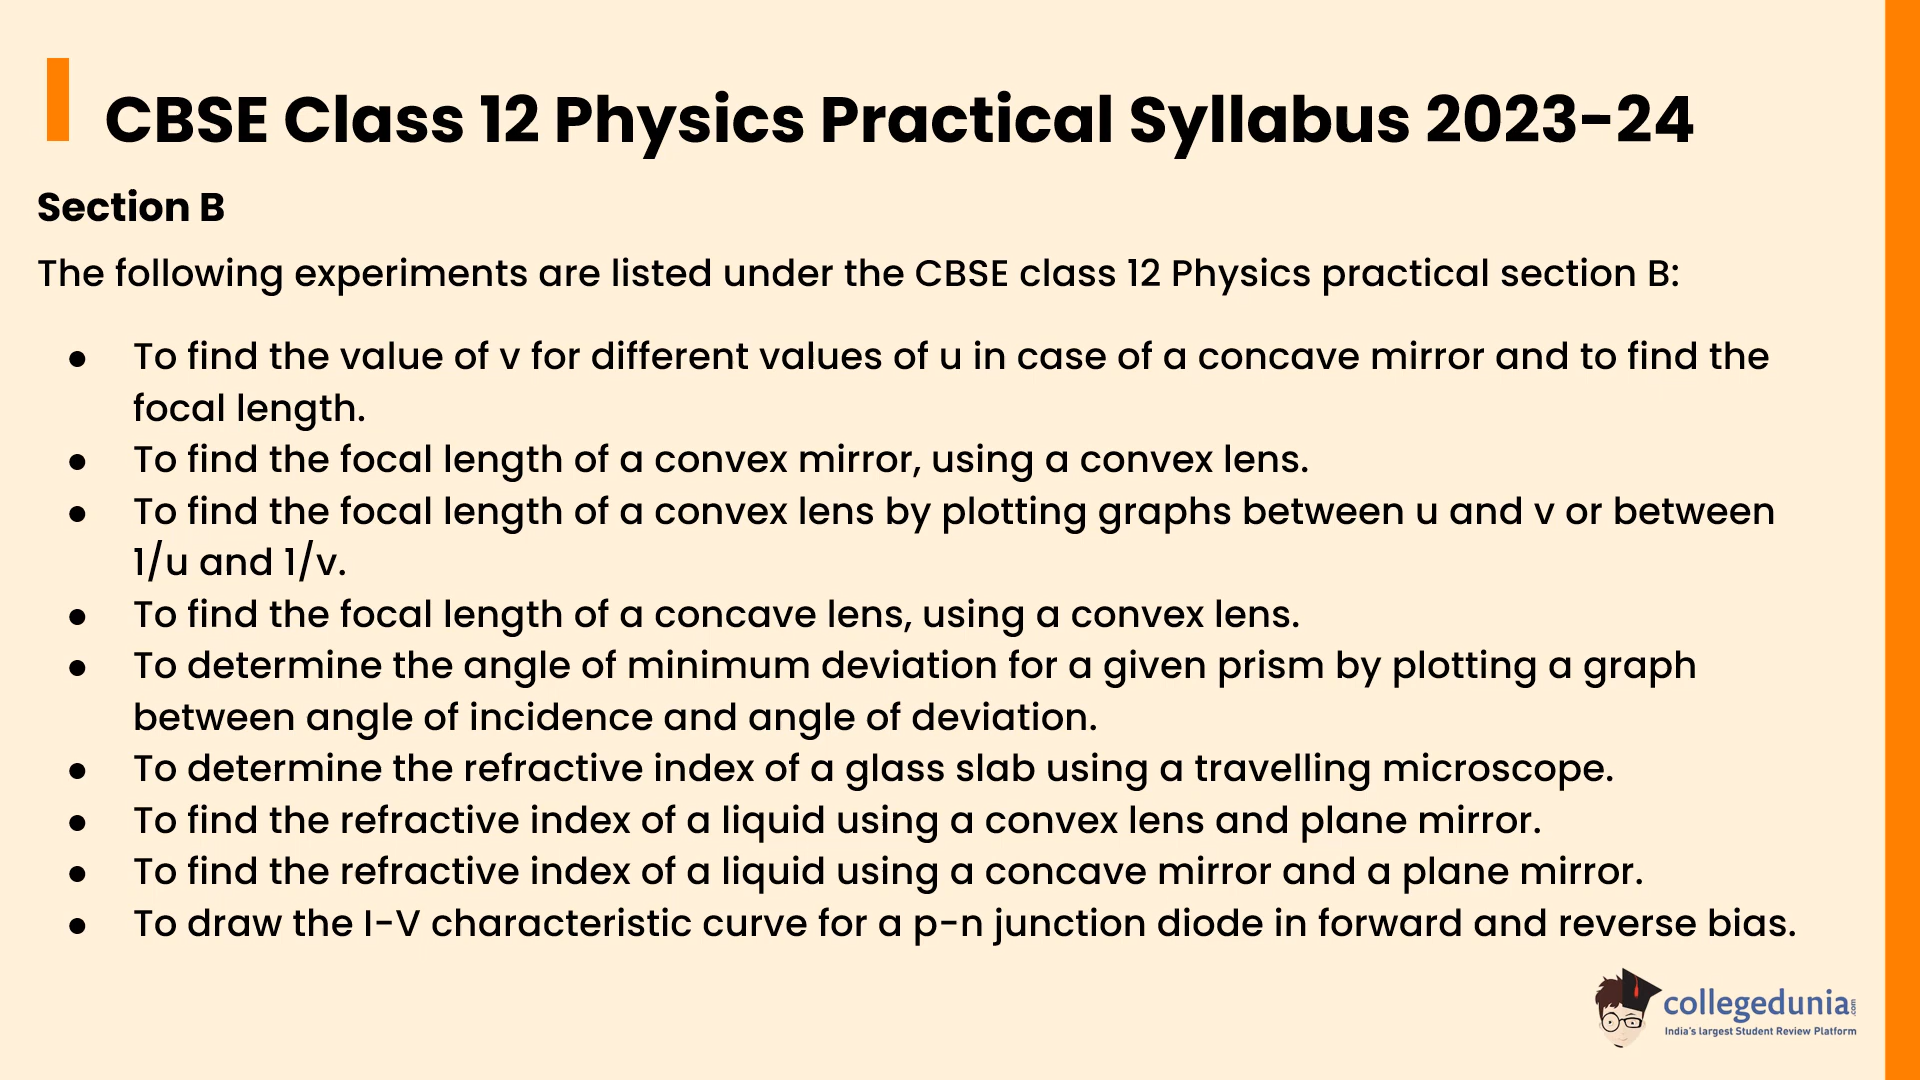 CBSE Class 12 Physics Practical Syllabus 2023-24
Section B
The following experiments are listed under the CBSE class 12 Physics practical section B:
● To find the value of v for different values of u in case of a concave mirror and to find the
focal length.
● To find the focal length of a convex mirror, using a convex lens.
● To find the focal length of a convex lens by plotting graphs between u and v or between
1/u and 1/v.
● To find the focal length of a concave lens, using a convex lens.
● To determine the angle of minimum deviation for a given prism by plotting a graph
between angle of incidence and angle of deviation.
● To determine the refractive index of a glass slab using a travelling microscope.
● To find the refractive index of a liquid using a convex lens and plane mirror.
● To find the refractive index of a liquid using a concave mirror and a plane mirror.
● To draw the I-V characteristic curve for a p-n junction diode in forward and reverse bias.
collegedunia.com
India's largest Student Review Platform